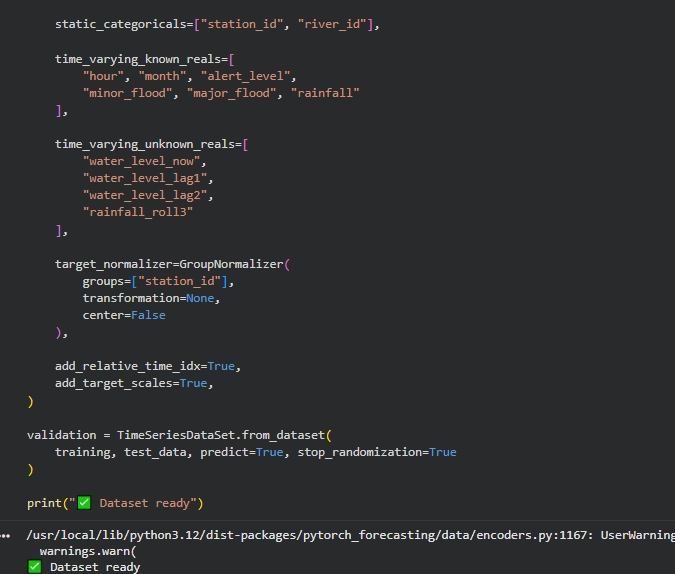 static_categoricals=["station_id", "river_id"],
time_varying_known_reals=[
"hour", "month", "alert_level",
"minor_flood", "major_flood", "rainfall"
],
time_varying_unknown_reals=[
"water_level_now",
"water_level_lag1",
"water_level_lag2",
"rainfall_roll3"
],
target_normalizer=GroupNormalizer(
groups=["station_id"],
transformation=None,
center=False
),
add_relative_time_idx=True,
add_target_scales=True,
)
validation = TimeSeriesDataSet.from_dataset(
training, test_data, predict=True, stop_randomization=True
)
print("✅ Dataset ready")
/usr/local/lib/python3.12/dist-packages/pytorch_forecasting/data/encoders.py:1167: UserWarning
warnings.warn(
✅ Dataset ready